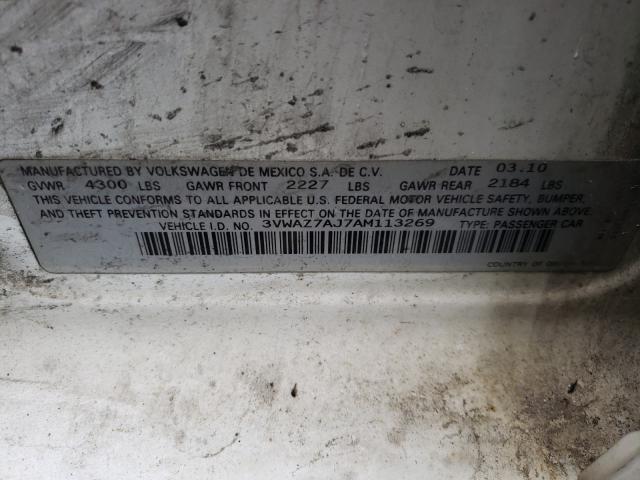 MANUFACTURED BY VOLKSWAGEN DE MEXICO S.A. DE C.V. DATE 03.10
GVWR 4300 LBS GAWR FRONT 2227 LBS GAWR REAR 2184 LBS
THIS VEHICLE CONFORMS TO ALL APPLICABLE U.S. FEDERAL MOTOR VEHICLE SAFETY, BUMPER,
AND THEFT PREVENTION STANDARDS IN EFFECT ON THE DATE OF MANUFACTURE SHOWN ABOVE.
VEHICLE I.D. NO. 3VWAZ7AJ7AM113269 TYPE: PASSENGER CAR
COUNTRY OF